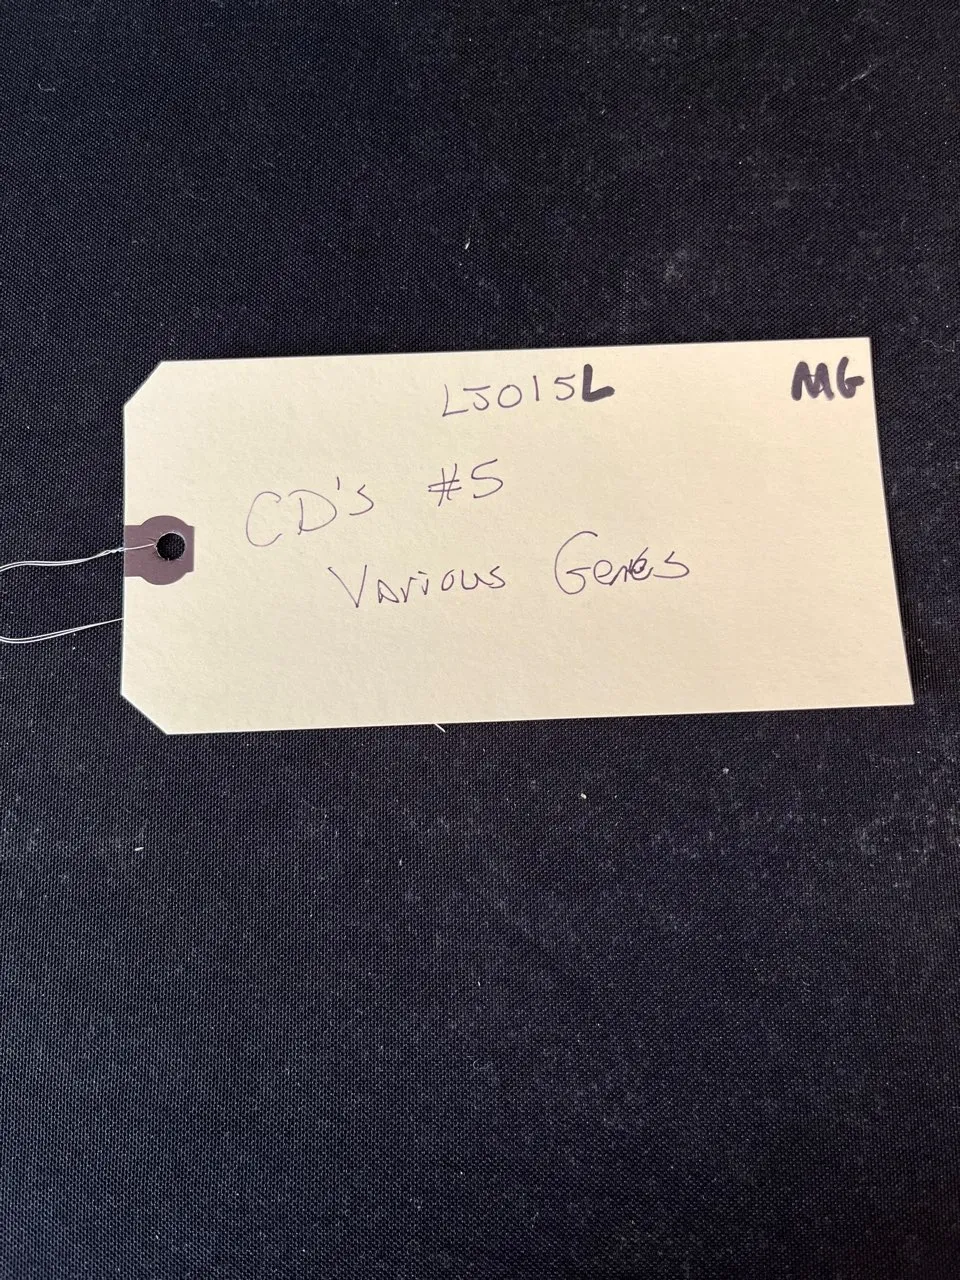 LJ015L MG
CD's #5
Various Genres